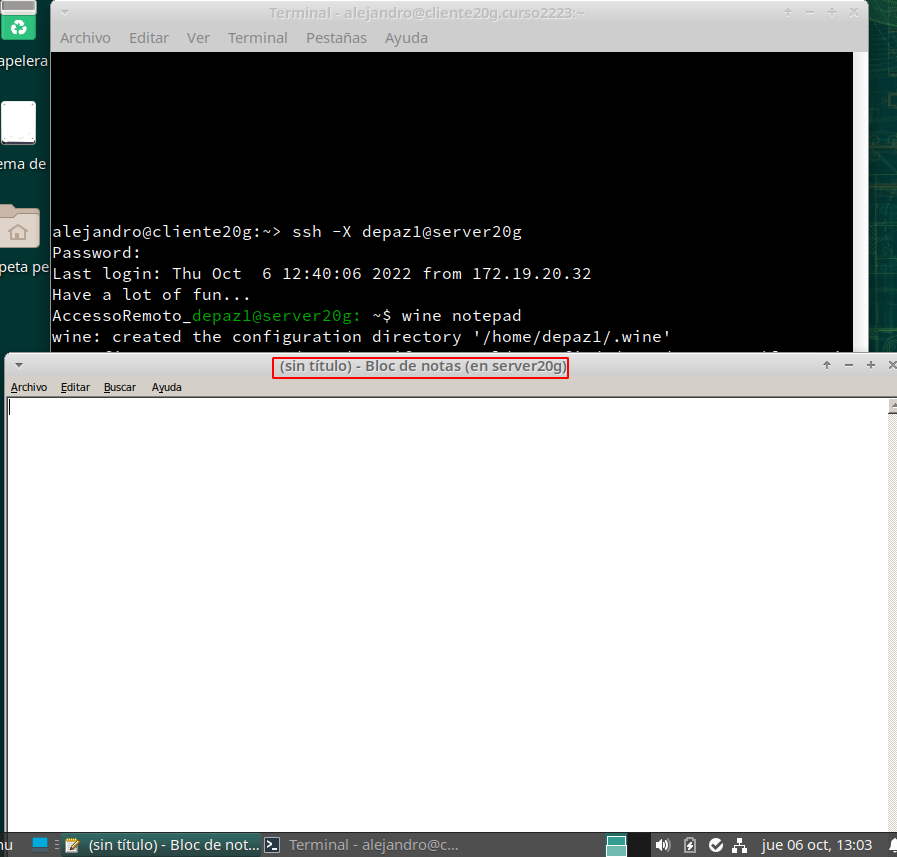 Terminal - alejandro@cliente20g.curso2223:~
Archivo Editar Ver Terminal Pestañas Ayuda
apelera
ema de
peta pe
alejandro@cliente20g:~> ssh -X depaz1@server20g
Password:
Last login: Thu Oct  6 12:40:06 2022 from 172.19.20.32
Have a lot of fun...
AccessoRemoto_depaz1@server20g: ~$ wine notepad
wine: created the configuration directory '/home/depaz1/.wine'
(sin título) - Bloc de notas (en server20g)
Archivo Editar Buscar Ayuda
nu (sin título) - Bloc de not... Terminal - alejandro@c... jue 06 oct, 13:03